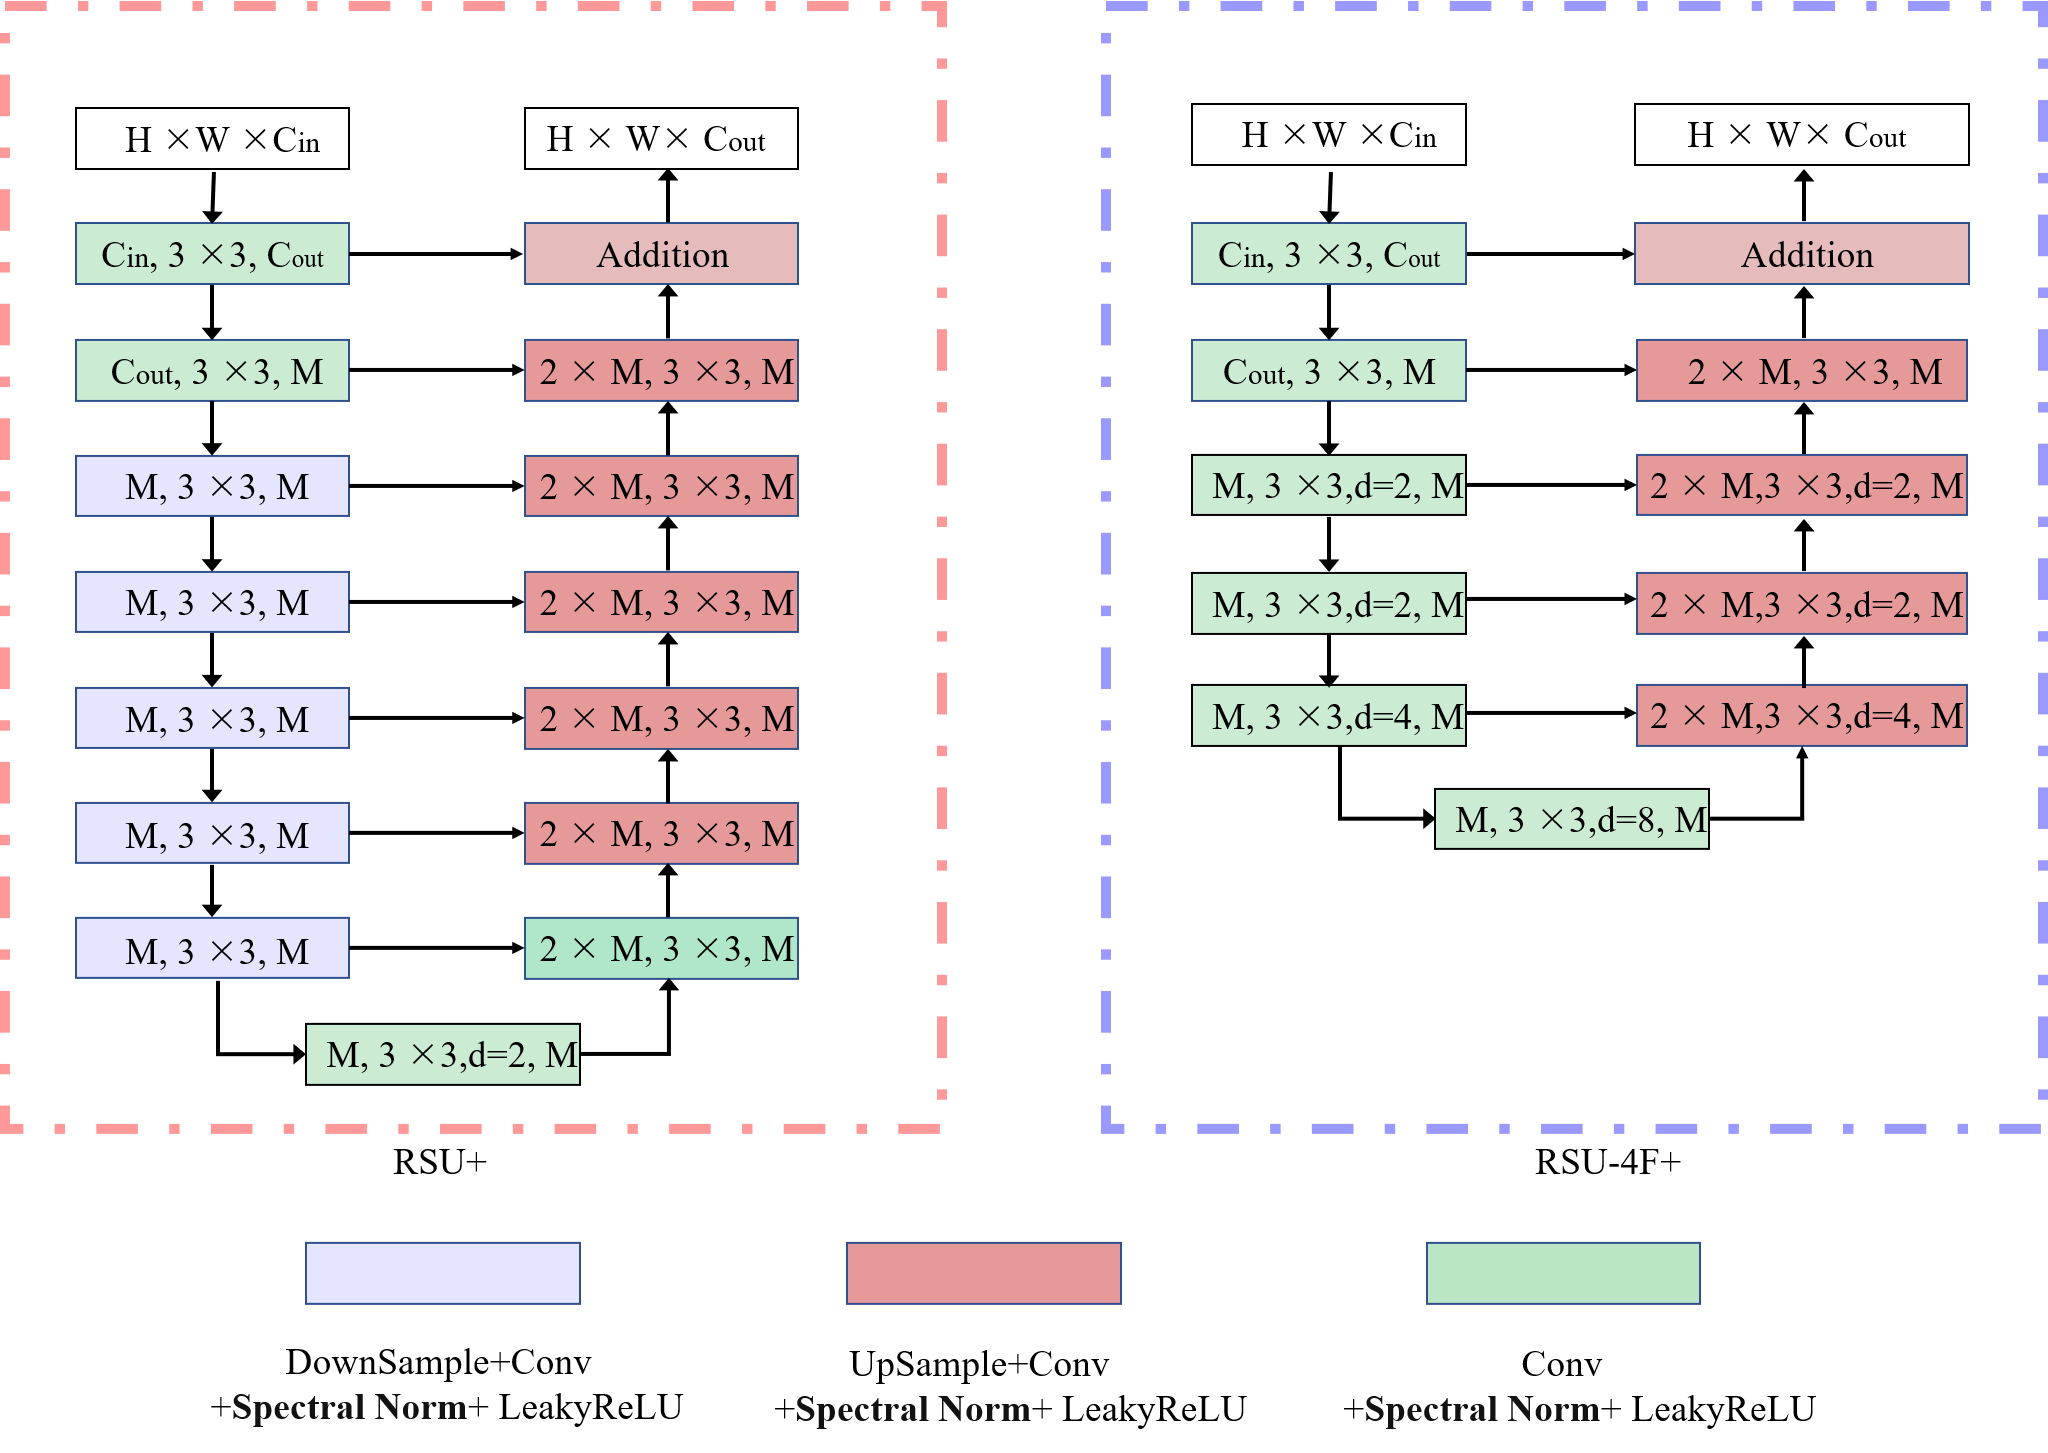 H ×W ×Cin
Cin, 3 ×3, Cout
Cout, 3 ×3, M
M, 3 ×3, M
M, 3 ×3, M
M, 3 ×3, M
M, 3 ×3, M
M, 3 ×3, M
M, 3 ×3,d=2, M
H × W× Cout
Addition
2 × M, 3 ×3, M
2 × M, 3 ×3, M
2 × M, 3 ×3, M
2 × M, 3 ×3, M
2 × M, 3 ×3, M
2 × M, 3 ×3, M
RSU+
H ×W ×Cin
Cin, 3 ×3, Cout
Cout, 3 ×3, M
M, 3 ×3,d=2, M
M, 3 ×3,d=2, M
M, 3 ×3,d=4, M
M, 3 ×3,d=8, M
H × W× Cout
Addition
2 × M, 3 ×3, M
2 × M,3 ×3,d=2, M
2 × M,3 ×3,d=2, M
2 × M,3 ×3,d=4, M
RSU-4F+
DownSample+Conv
+Spectral Norm+ LeakyReLU
UpSample+Conv
+Spectral Norm+ LeakyReLU
Conv
+Spectral Norm+ LeakyReLU